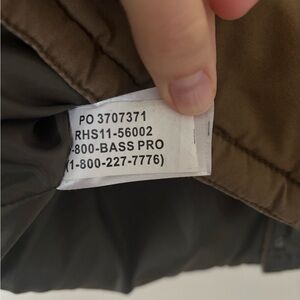 PO 3707371
RHS11-56002
-800-BASS PRO
(1-800-227-7776)